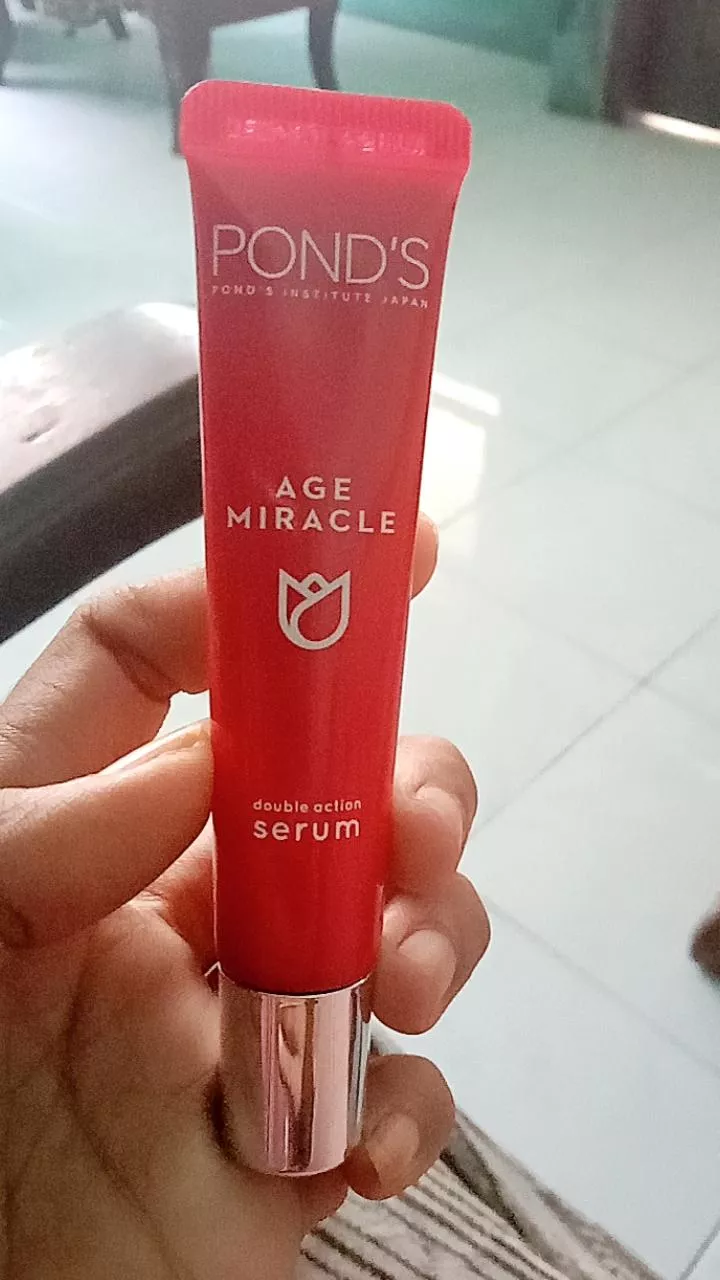 POND'S
POND'S INSTITUTE JAPAN
AGE
MIRACLE
double action
serum